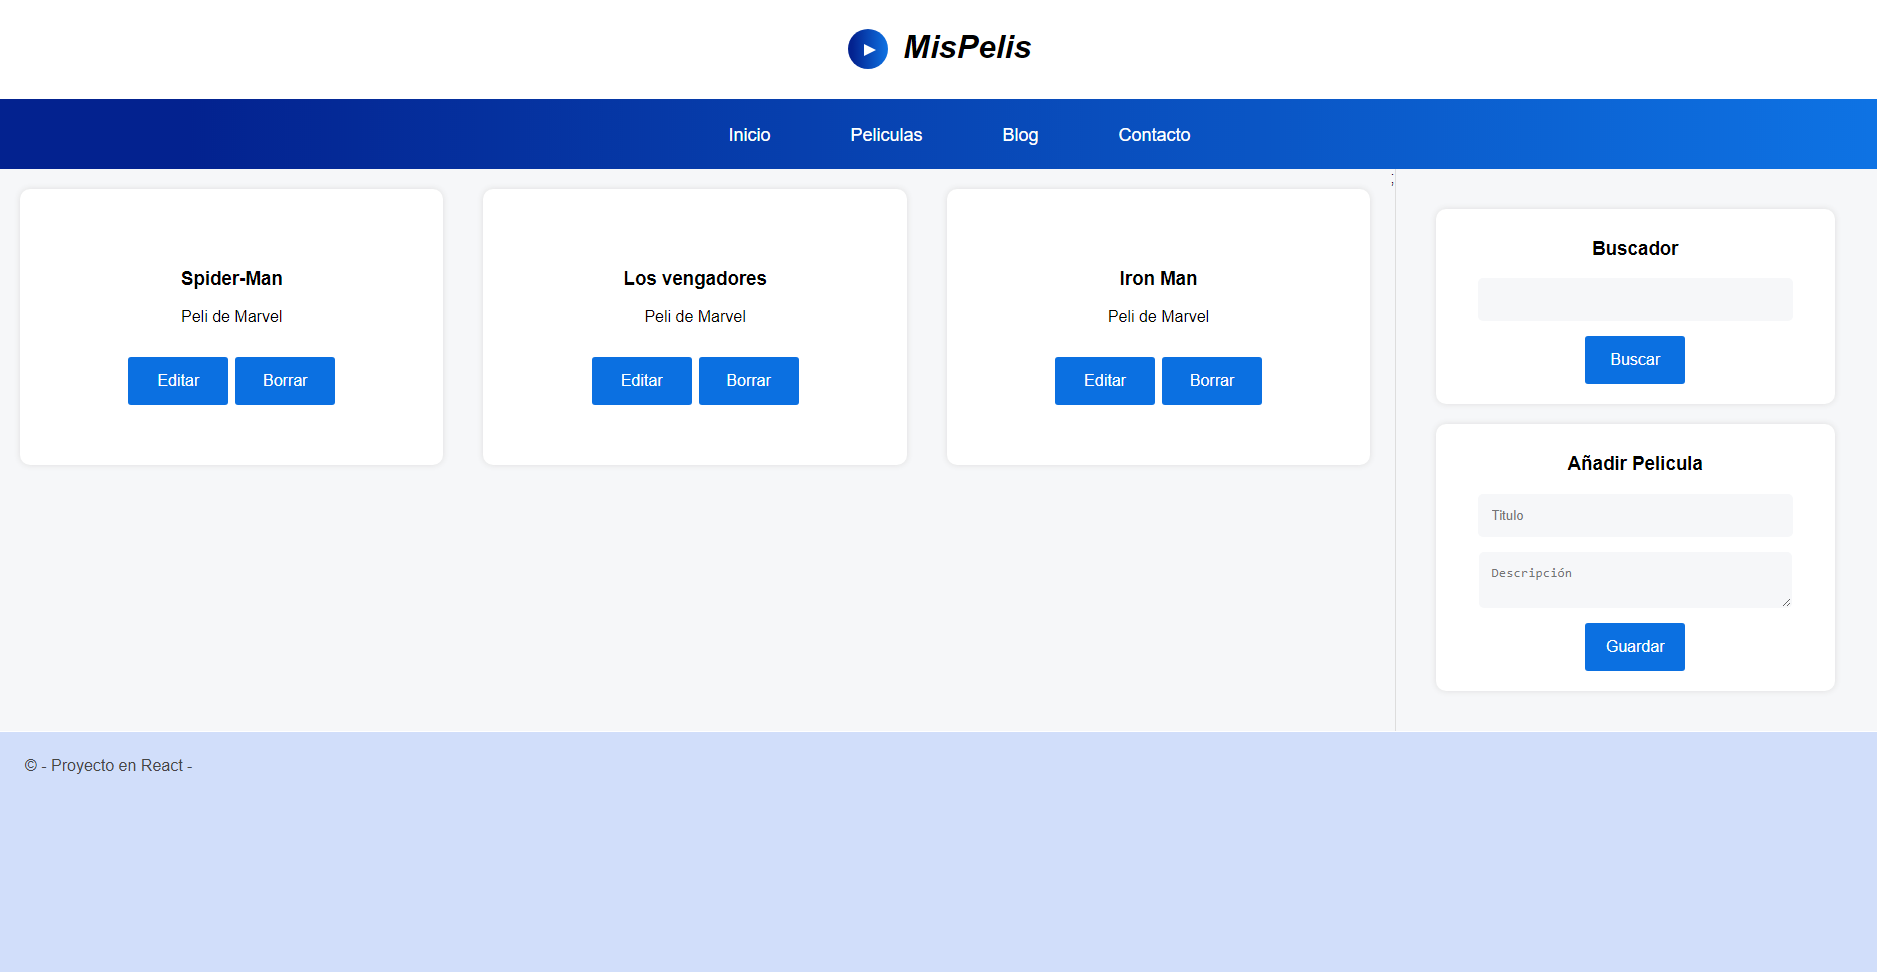 MisPelis
Inicio
Peliculas
Blog
Contacto
;
Spider-Man
Peli de Marvel
Editar
Borrar
Los vengadores
Peli de Marvel
Editar
Borrar
Iron Man
Peli de Marvel
Editar
Borrar
Buscador
Buscar
Añadir Pelicula
Titulo
Descripción
Guardar
© - Proyecto en React -